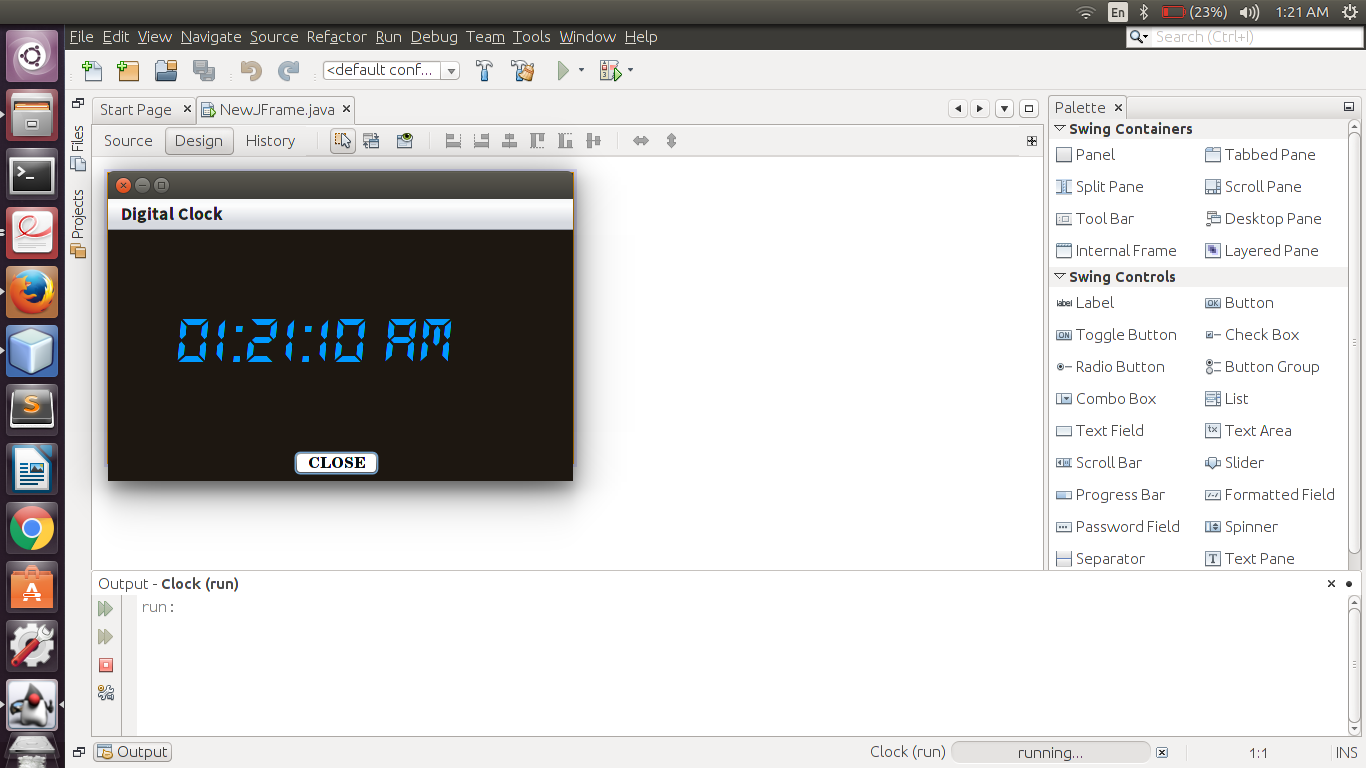 En (23%) 1:21 AM
File Edit View Navigate Source Refactor Run Debug Team Tools Window Help
Search (Ctrl+I)
<default conf...
Start Page NewJFrame.java
Source Design History
Files
Projects
Digital Clock
01:21:10 AM
CLOSE
Palette
Swing Containers
Panel Tabbed Pane
Split Pane Scroll Pane
Tool Bar Desktop Pane
Internal Frame Layered Pane
Swing Controls
label Label OK Button
ON Toggle Button Check Box
Radio Button Button Group
Combo Box List
Text Field Text Area
Scroll Bar Slider
Progress Bar Formatted Field
Password Field Spinner
Separator T Text Pane
Output - Clock (run)
run:
Output
Clock (run) running... 1:1 INS